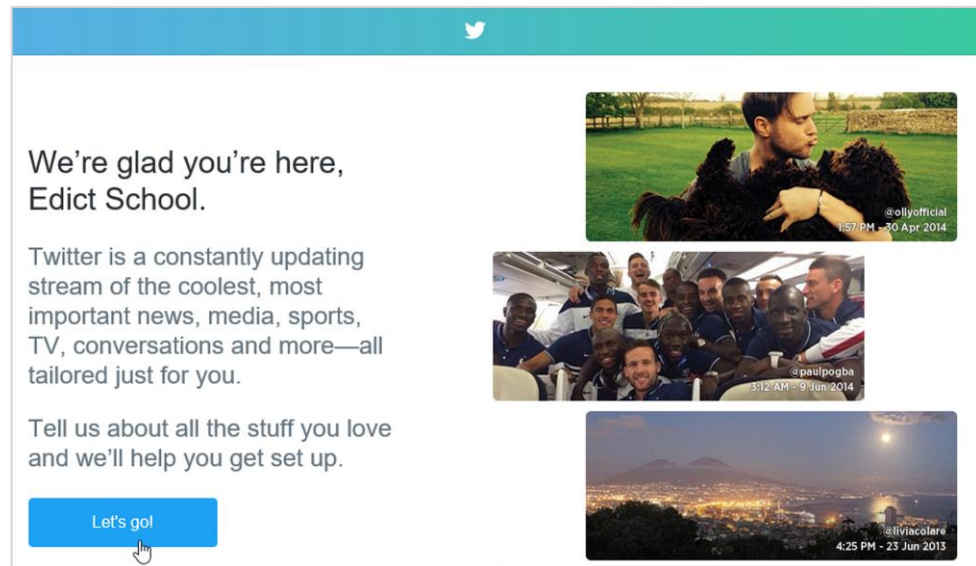 We're glad you're here,
Edict School.
Twitter is a constantly updating
stream of the coolest, most
important news, media, sports,
TV, conversations and more—all
tailored just for you.
Tell us about all the stuff you love
and we'll help you get set up.
Let's go!
@ollyofficial
1:57 PM - 30 Apr 2014
@paulpogba
3:12 AM - 9 Jun 2014
@liviacolare
4:25 PM - 23 Jun 2013